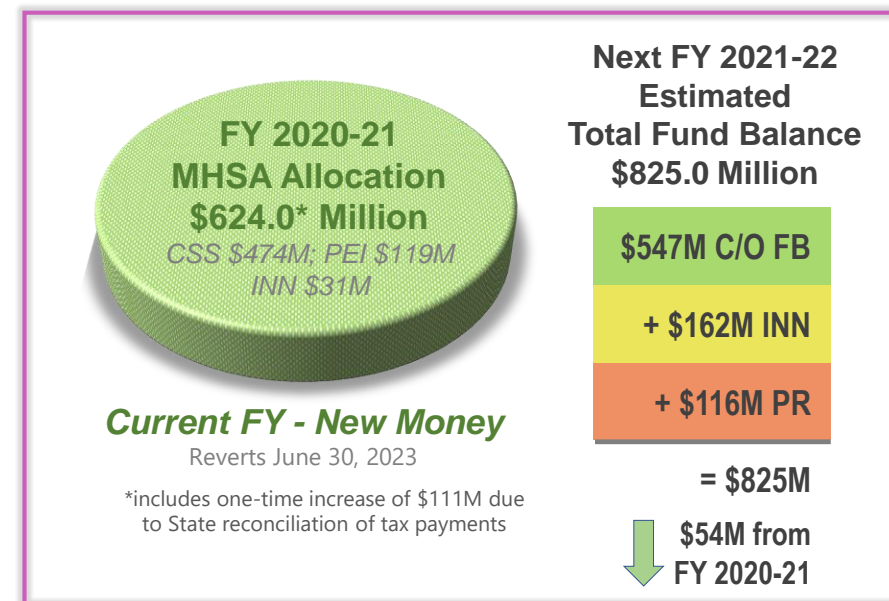 FY 2020-21
MHSA Allocation
$624.0* Million
CSS $474M; PEI $119M
INN $31M
Current FY - New Money
Reverts June 30, 2023
*includes one-time increase of $111M due
to State reconciliation of tax payments
Next FY 2021-22
Estimated
Total Fund Balance
$825.0 Million
$547M C/O FB
+ $162M INN
+ $116M PR
= $825M
$54M from
FY 2020-21